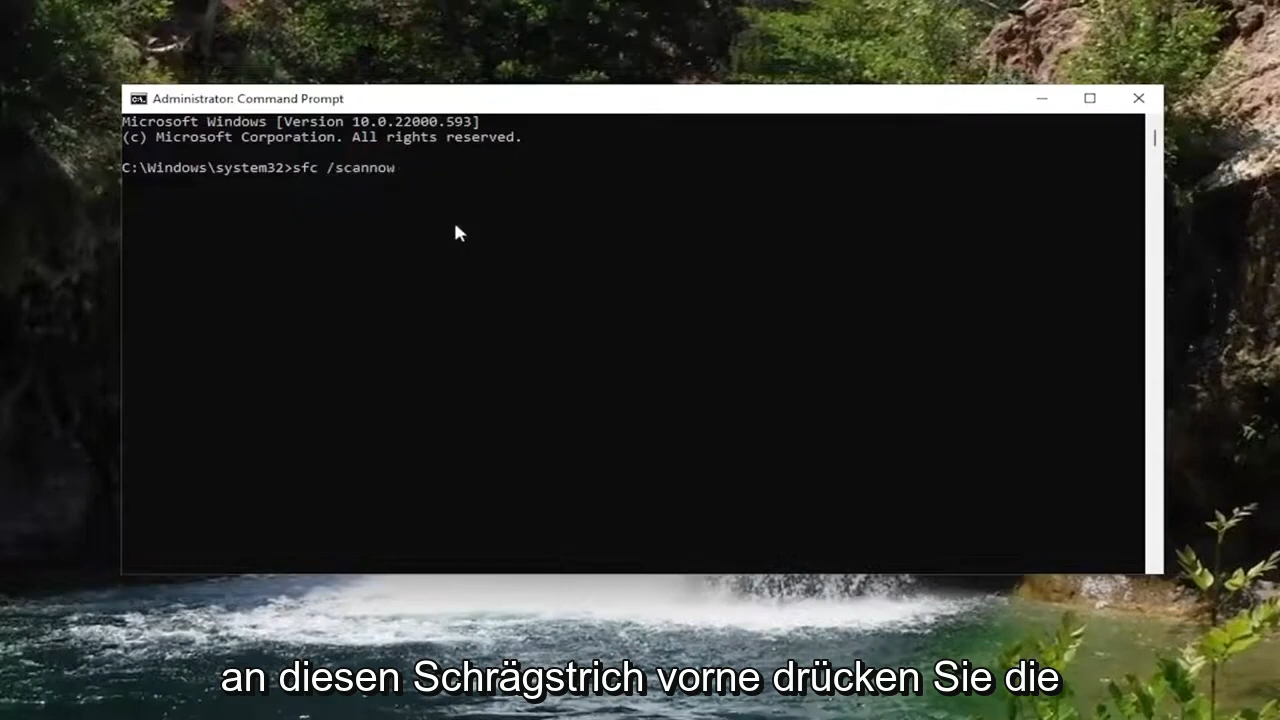 Administrator: Command Prompt
Microsoft Windows [Version 10.0.22000.593]
(c) Microsoft Corporation. All rights reserved.
C:\Windows\system32>sfc /scannow
an diesen Schrägstrich vorne drücken Sie die